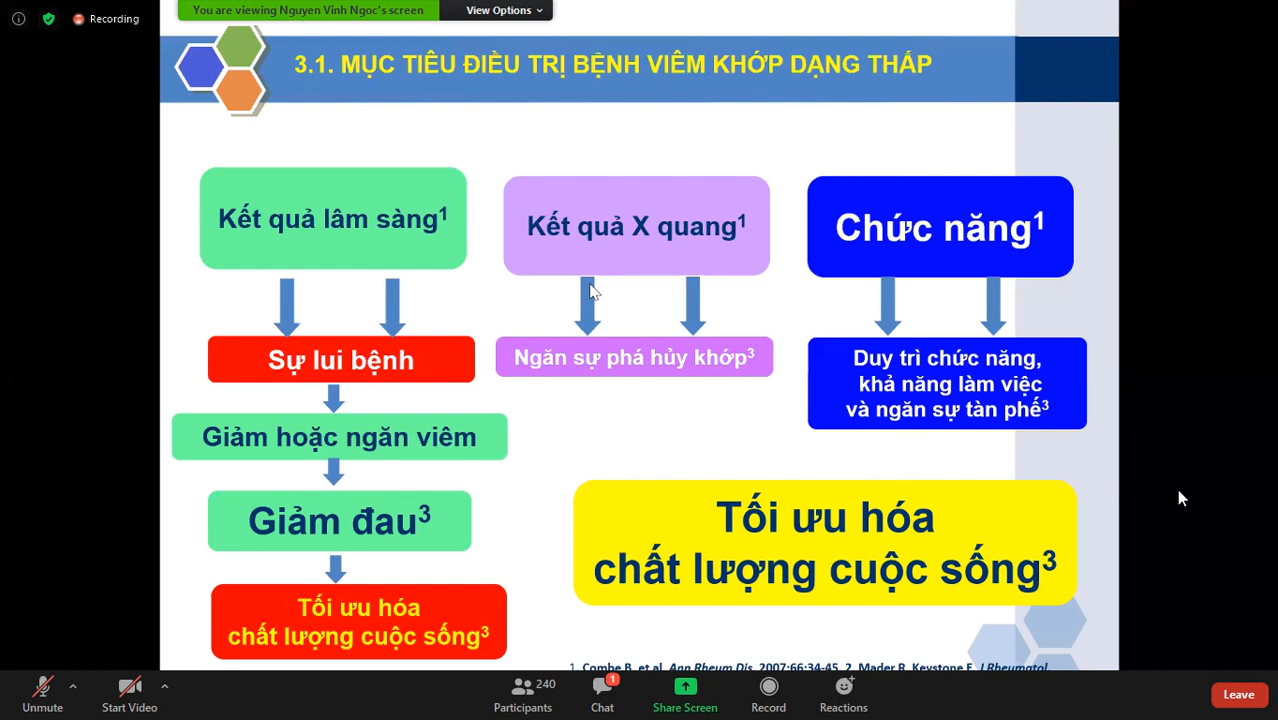 You are viewing Nguyen Vinh Ngoc's screen
View Options
Recording
3.1. MỤC TIÊU ĐIỀU TRỊ BỆNH VIÊM KHỚP DẠNG THẤP
Kết quả lâm sàng¹
Kết quả X quang¹
Chức năng¹
Sự lui bệnh
Ngăn sự phá hủy khớp³
Duy trì chức năng,
khả năng làm việc
và ngăn sự tàn phế³
Giảm hoặc ngăn viêm
Giảm đau³
Tối ưu hóa
chất lượng cuộc sống³
Tối ưu hóa
chất lượng cuộc sống³
1. Combe B, et al. Ann Rheum Dis. 2007;66:34-45. 2. Mader R, Keystone E. J Rheumatol.
Unmute
Start Video
Participants
240
Chat
1
Share Screen
Record
Reactions
Leave